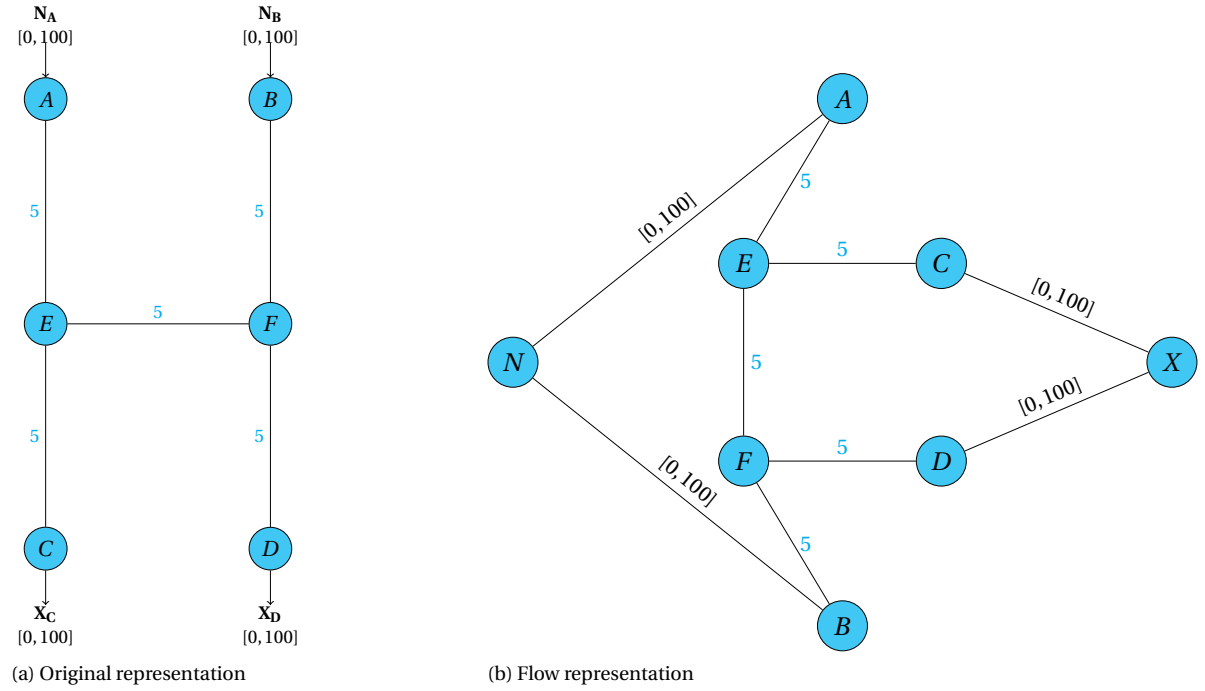 N_A N_B
[0, 100] [0, 100]
A B
5 5
5
E F
5 5
C D
X_C X_D
[0, 100] [0, 100]
(a) Original representation
A
[0, 100] 5
E 5 C
[0, 100]
N 5 X
[0, 100]
[0, 100] F 5 D
5
B
(b) Flow representation